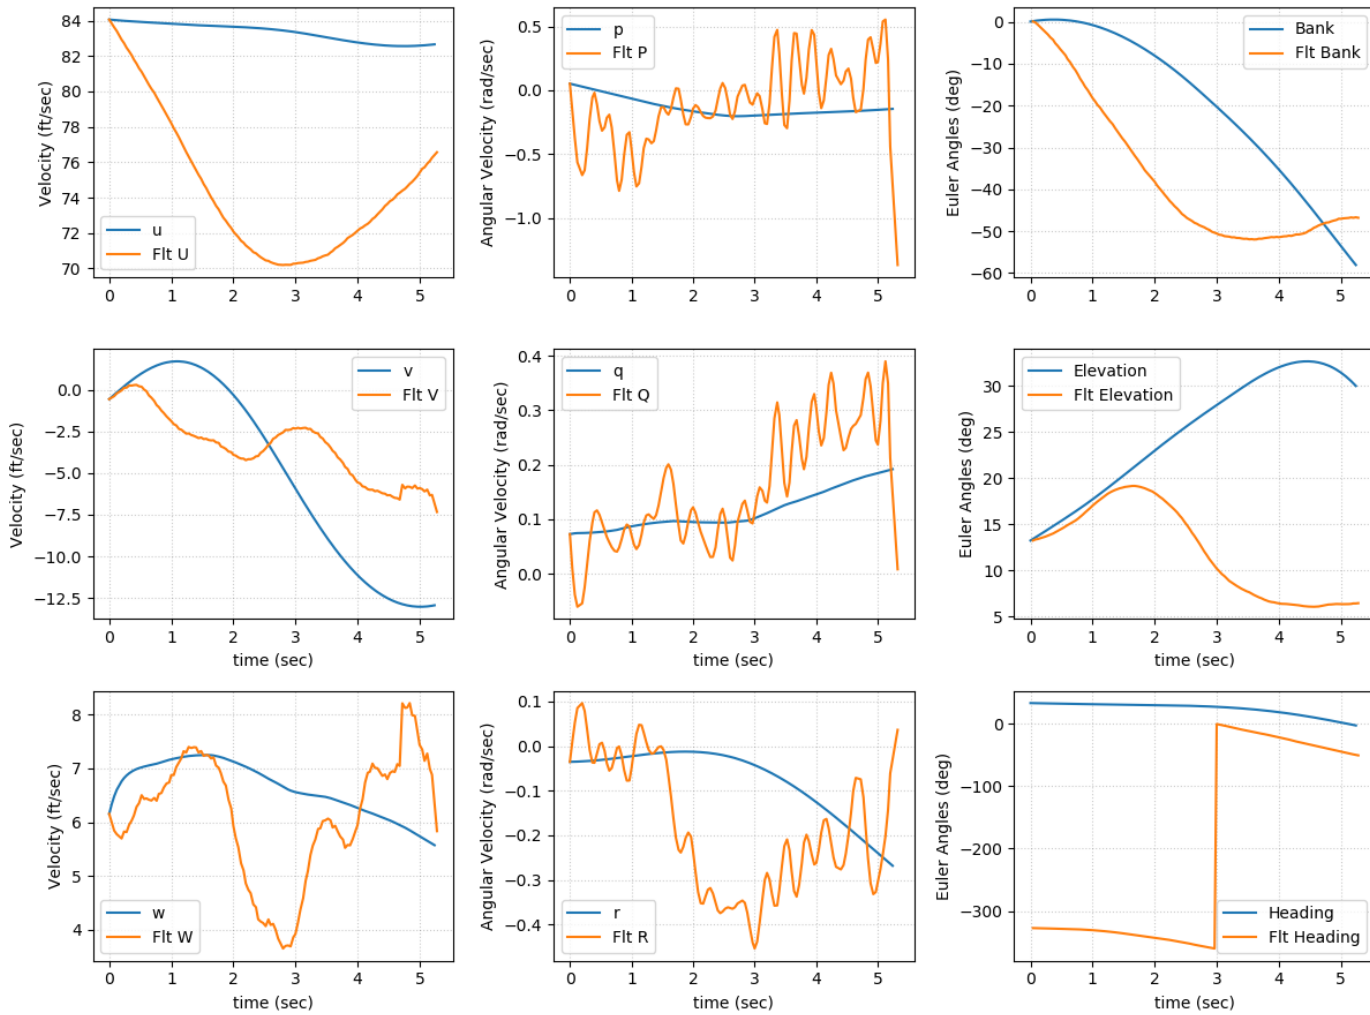 84
82
80
78
76
74
72
70
Velocity (ft/sec)
u
Flt U
0 1 2 3 4 5
0.5
0.0
−0.5
−1.0
Angular Velocity (rad/sec)
p
Flt P
0 1 2 3 4 5
0
−10
−20
−30
−40
−50
−60
Euler Angles (deg)
Bank
Flt Bank
0 1 2 3 4 5
0.0
−2.5
−5.0
−7.5
−10.0
−12.5
Velocity (ft/sec)
v
Flt V
0 1 2 3 4 5
time (sec)
0.4
0.3
0.2
0.1
0.0
Angular Velocity (rad/sec)
q
Flt Q
0 1 2 3 4 5
time (sec)
30
25
20
15
10
5
Euler Angles (deg)
Elevation
Flt Elevation
0 1 2 3 4 5
time (sec)
8
7
6
5
4
Velocity (ft/sec)
w
Flt W
0 1 2 3 4 5
time (sec)
0.1
0.0
−0.1
−0.2
−0.3
−0.4
Angular Velocity (rad/sec)
r
Flt R
0 1 2 3 4 5
time (sec)
0
−100
−200
−300
Euler Angles (deg)
Heading
Flt Heading
0 1 2 3 4 5
time (sec)